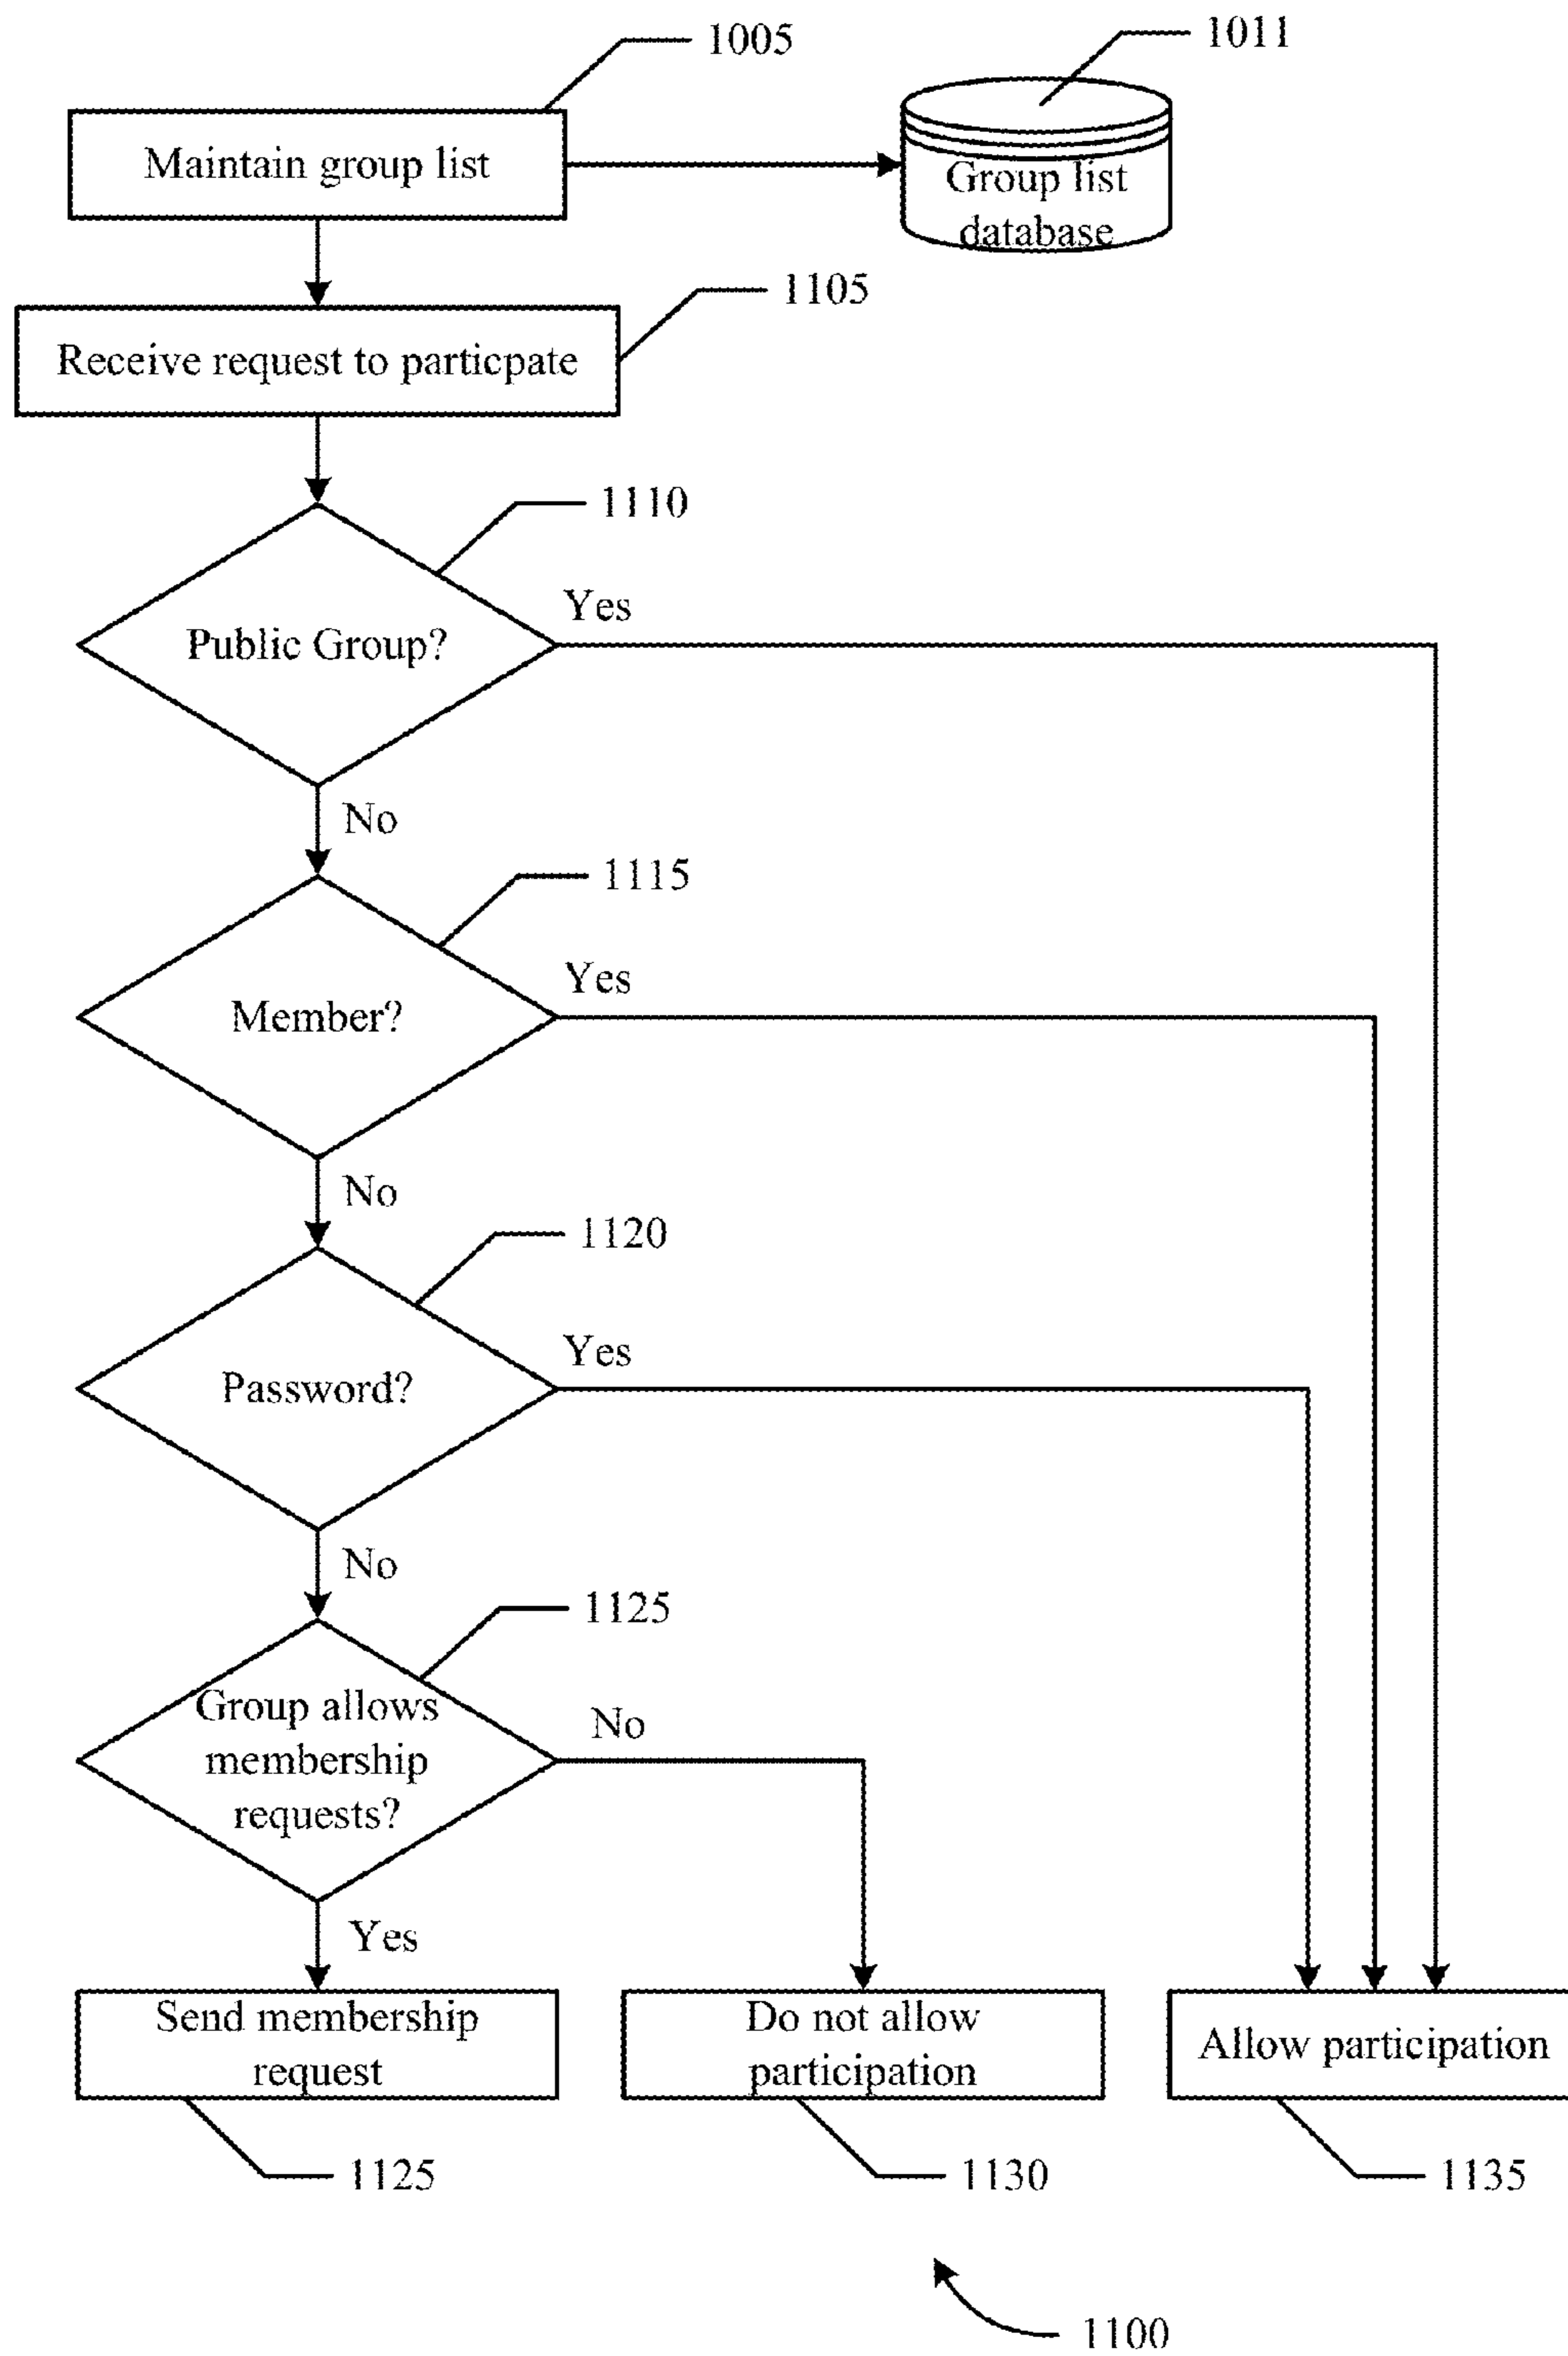 1005
1011
Maintain group list
Group list
database
1105
Receive request to particpate
1110
Yes
Public Group?
No
1115
Yes
Member?
No
1120
Yes
Password?
No
1125
Group allows
membership
requests?
No
Yes
Send membership
request
Do not allow
participation
Allow participation
1125
1130
1135
1100